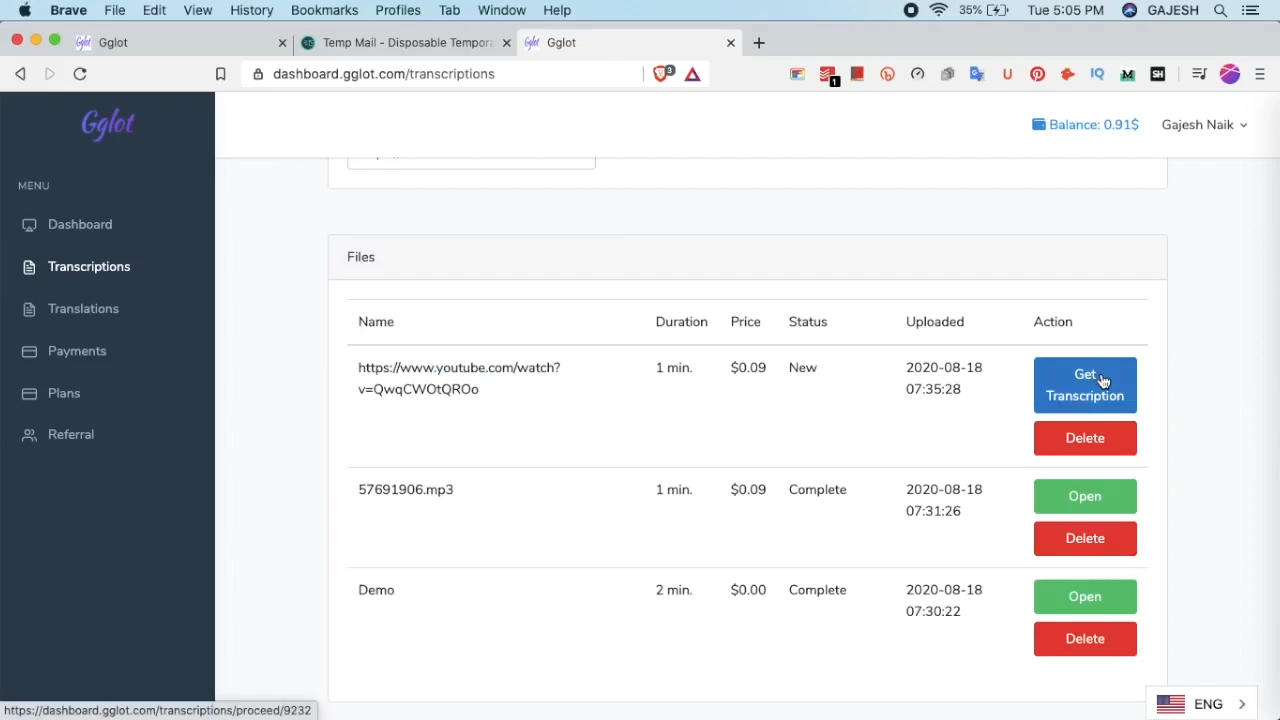 Brave File Edit View History Bookmarks Profiles Tab Window Help 35% Tue 5:05 PM GAJESH
Gglot Temp Mail - Disposable Tempora Gglot
dashboard.gglot.com/transcriptions 3 1 U IQ M SH
Gglot
Balance: 0.91$ Gajesh Naik
MENU
Dashboard
Transcriptions
Translations
Payments
Plans
Referral
Files
Name Duration Price Status Uploaded Action
https://www.youtube.com/watch? 1 min. $0.09 New 2020-08-18 Get
v=QwqCWOtQROo 07:35:28 Transcription
Delete
57691906.mp3 1 min. $0.09 Complete 2020-08-18 Open
07:31:26
Delete
Demo 2 min. $0.00 Complete 2020-08-18 Open
07:30:22
Delete
https://dashboard.gglot.com/transcriptions/proceed/9232
ENG